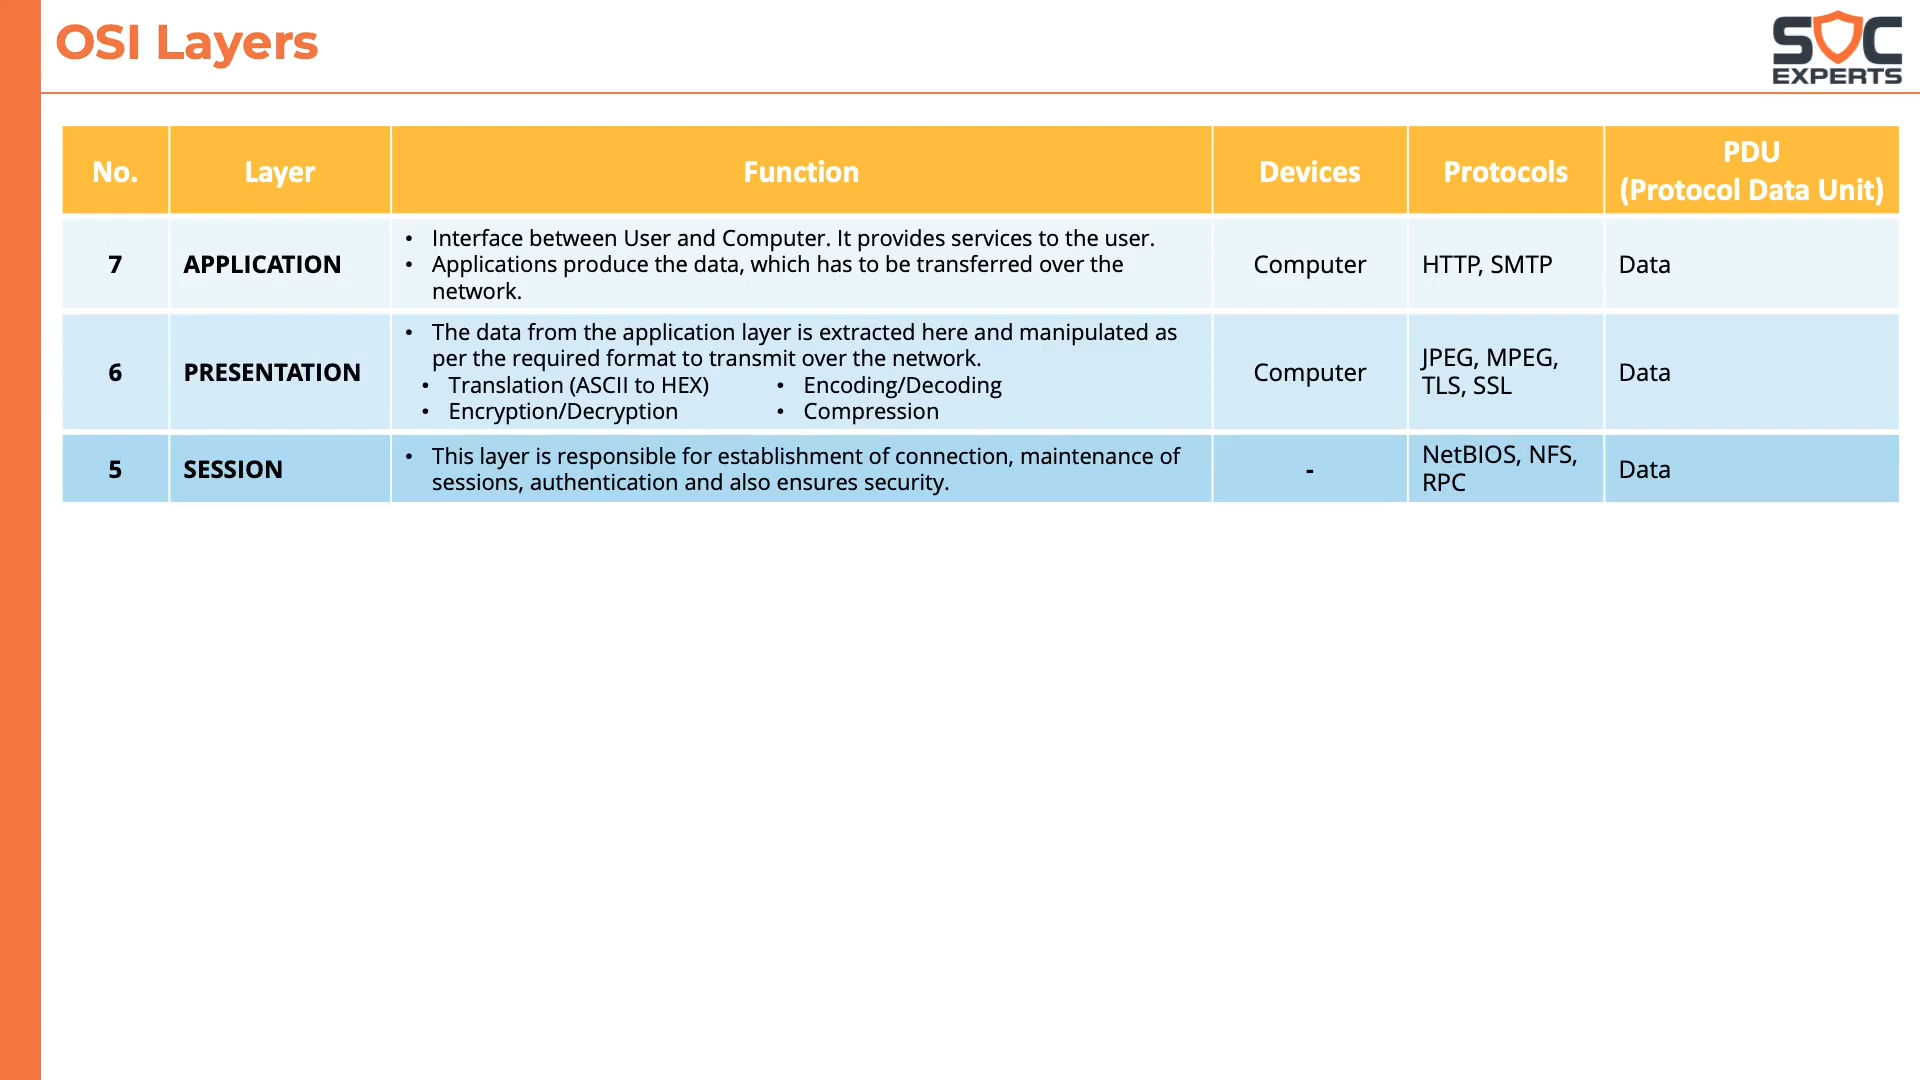 OSI Layers
SOC
EXPERTS
No.
Layer
Function
Devices
Protocols
PDU
(Protocol Data Unit)
7
APPLICATION
• Interface between User and Computer. It provides services to the user.
• Applications produce the data, which has to be transferred over the
network.
Computer
HTTP, SMTP
Data
6
PRESENTATION
• The data from the application layer is extracted here and manipulated as
per the required format to transmit over the network.
• Translation (ASCII to HEX)
• Encoding/Decoding
• Encryption/Decryption
• Compression
Computer
JPEG, MPEG,
TLS, SSL
Data
5
SESSION
• This layer is responsible for establishment of connection, maintenance of
sessions, authentication and also ensures security.
-
NetBIOS, NFS,
RPC
Data